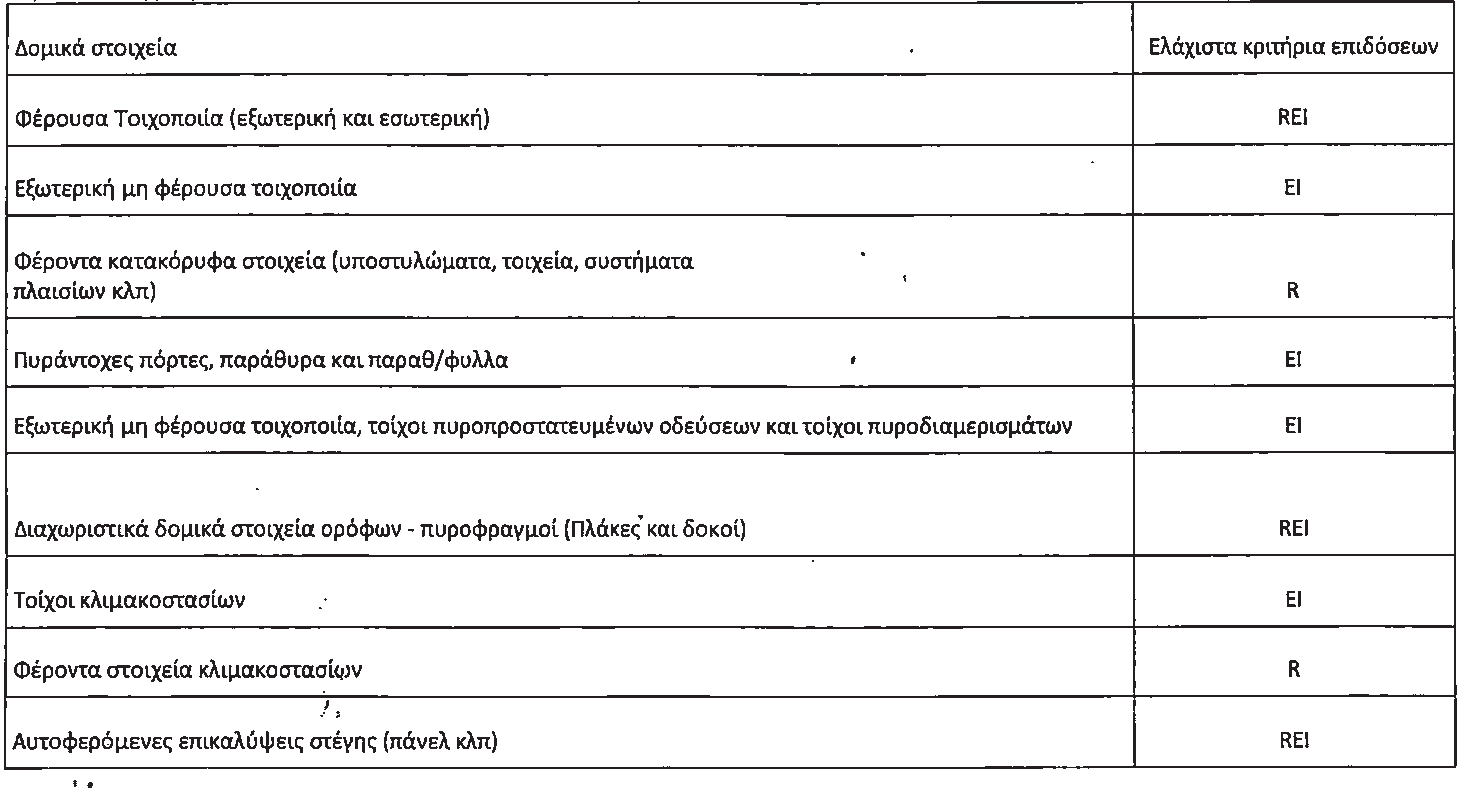 Δομικά στοιχεία
Ελάχιστα κριτήρια επιδόσεων
Φέρουσα Τοιχοποιία (εξωτερική και εσωτερική)
REI
Εξωτερική μη φέρουσα τοιχοποιία
EI
Φέροντα κατακόρυφα στοιχεία (υποστυλώματα, τοιχεία, συστήματα
πλαισίων κλπ)
R
Πυράντοχες πόρτες, παράθυρα και παραθ/φυλλα
EI
Εξωτερική μη φέρουσα τοιχοποιία, τοίχοι πυροπροστατευμένων οδεύσεων και τοίχοι πυροδιαμερισμάτων
EI
Διαχωριστικά δομικά στοιχεία ορόφων - πυροφραγμοί (Πλάκες και δοκοί)
REI
Τοίχοι κλιμακοστασίων
EI
Φέροντα στοιχεία κλιμακοστασίων
R
Αυτοφερόμενες επικαλύψεις στέγης (πάνελ κλπ)
REI